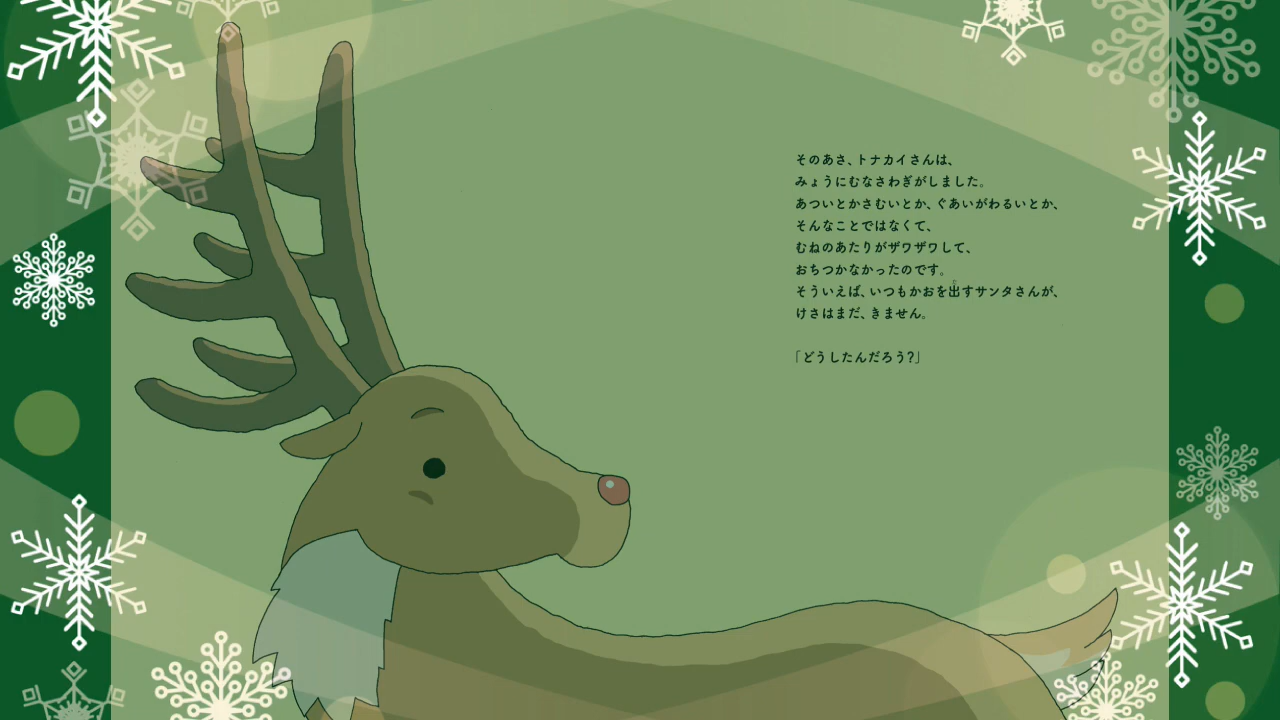 そのあさ、トナカイさんは、
みょうにむなさわぎがしました。
あついとかさむいとか、ぐあいがわるいとか、
そんなことではなくて、
むねのあたりがザワザワして、
おちつかなかったのです。
そういえば、いつもかおを出すサンタさんが、
けさはまだ、きません。
「どうしたんだろう?」